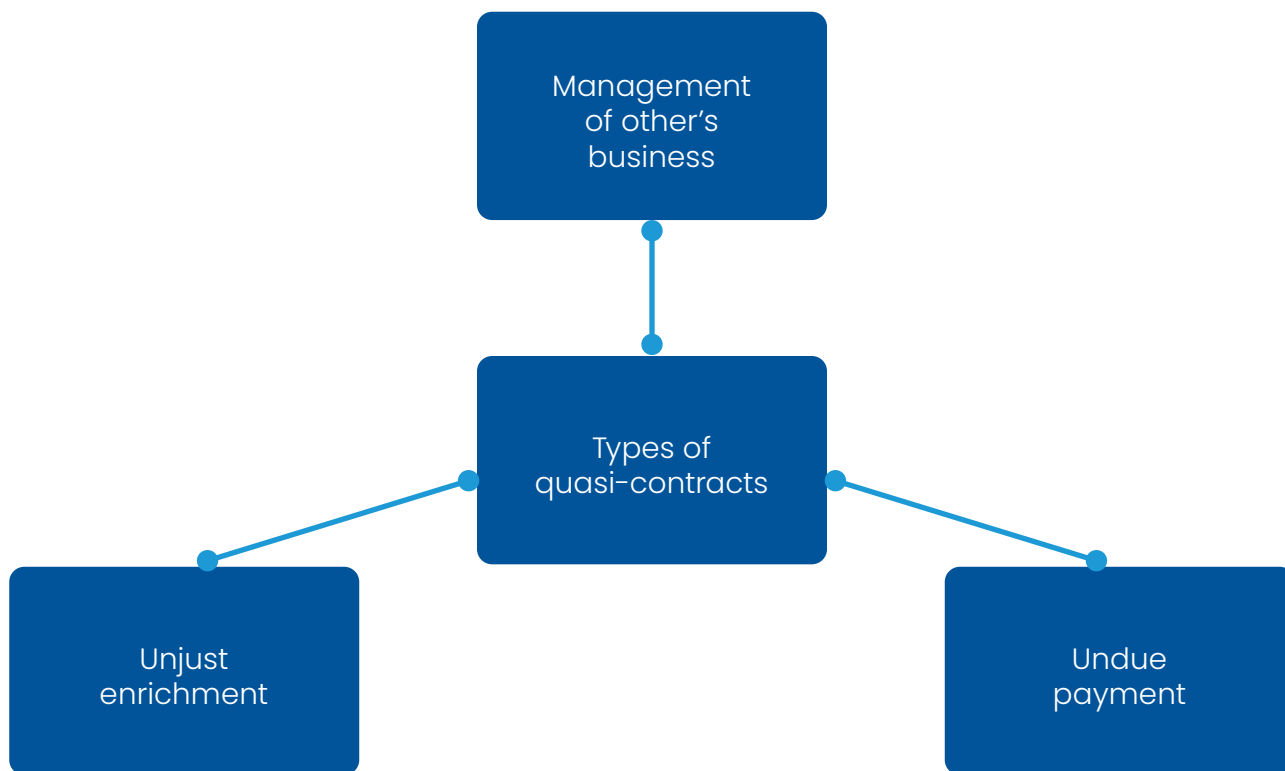 Management
of other’s
business
Types of
quasi-contracts
Unjust
enrichment
Undue
payment